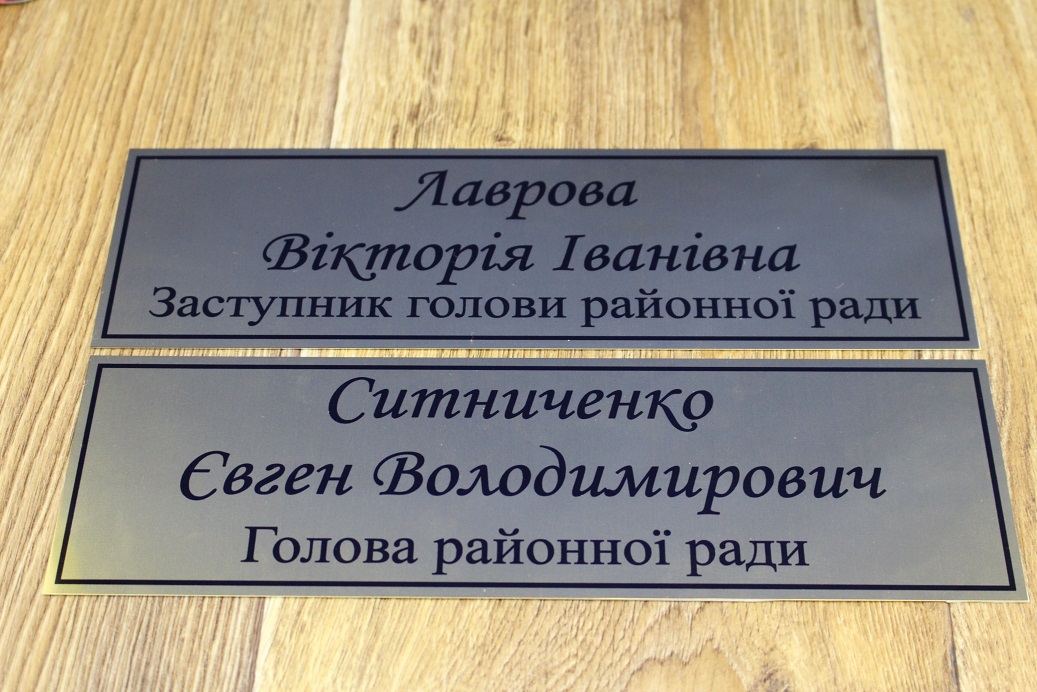 Лаврова
Вікторія Іванівна
Заступник голови районної ради
Ситниченко
Євген Володимирович
Голова районної ради